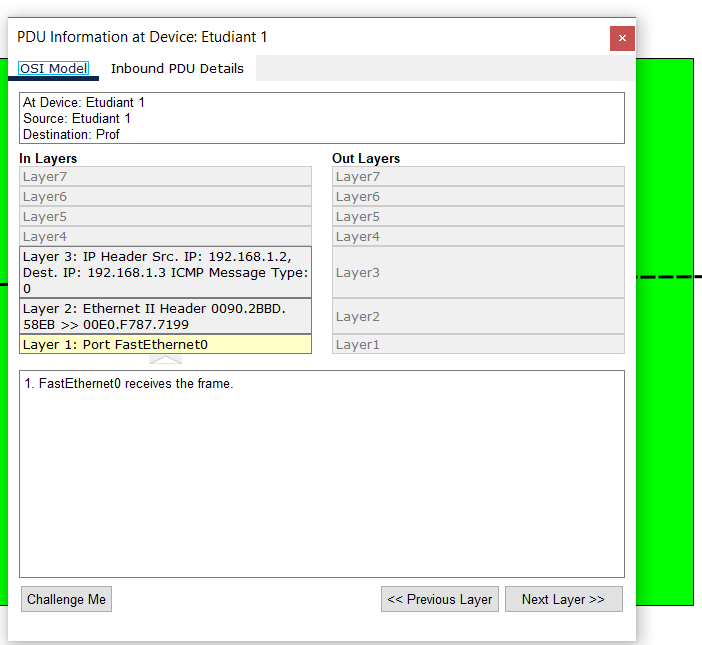 PDU Information at Device: Etudiant 1
×
OSI Model
Inbound PDU Details
At Device: Etudiant 1
Source: Etudiant 1
Destination: Prof
In Layers
Layer7
Layer6
Layer5
Layer4
Layer 3: IP Header Src. IP: 192.168.1.2,
Dest. IP: 192.168.1.3 ICMP Message Type:
0
Layer 2: Ethernet II Header 0090.2BBD.
58EB >> 00E0.F787.7199
Layer 1: Port FastEthernet0
Out Layers
Layer7
Layer6
Layer5
Layer4
Layer3
Layer2
Layer1
1. FastEthernet0 receives the frame.
Challenge Me
<< Previous Layer
Next Layer >>